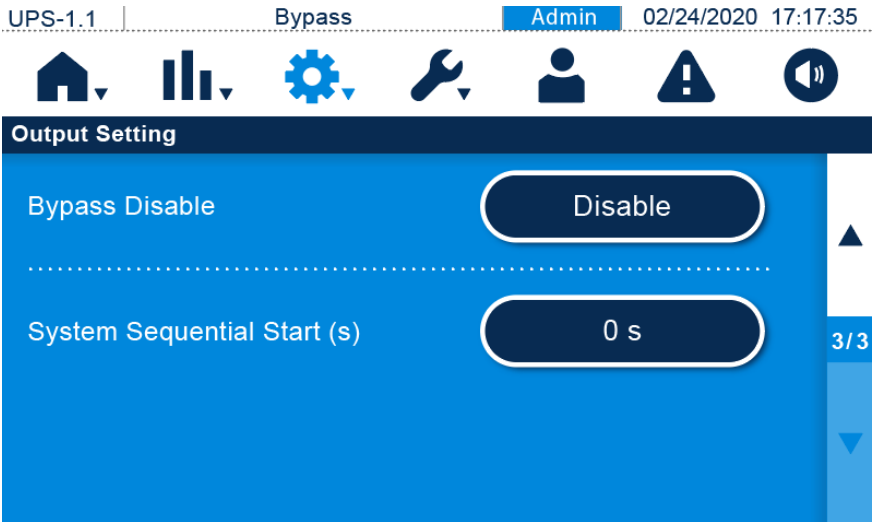 UPS-1.1 Bypass Admin 02/24/2020 17:17:35
Output Setting
Bypass Disable Disable
System Sequential Start (s) 0 s
3/3